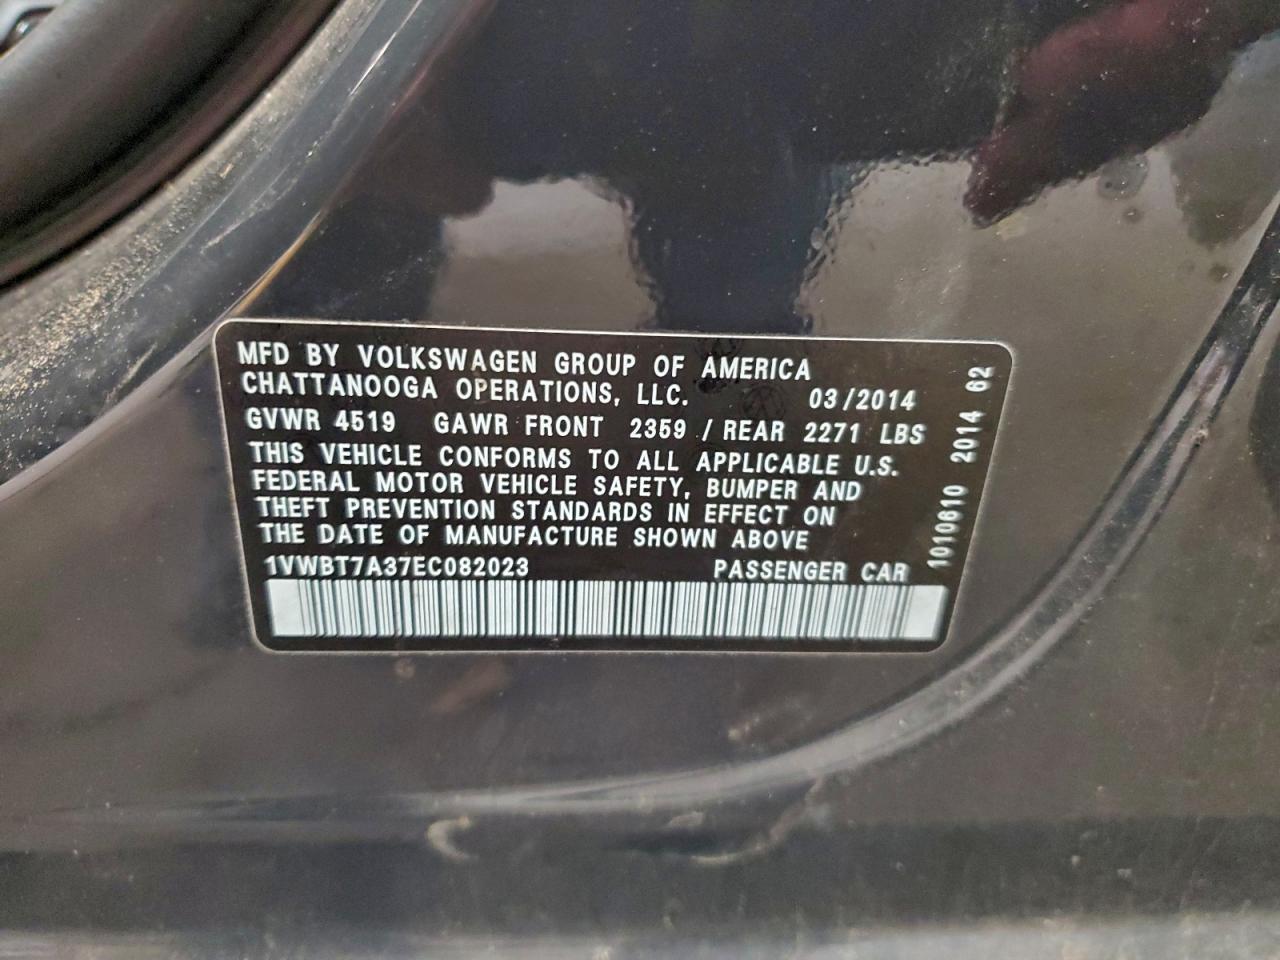 MFD BY VOLKSWAGEN GROUP OF AMERICA
CHATTANOOGA OPERATIONS, LLC. 03/2014
GVWR 4519 GAWR FRONT 2359 / REAR 2271 LBS
THIS VEHICLE CONFORMS TO ALL APPLICABLE U.S.
FEDERAL MOTOR VEHICLE SAFETY, BUMPER AND
THEFT PREVENTION STANDARDS IN EFFECT ON
THE DATE OF MANUFACTURE SHOWN ABOVE
1VWBT7A37EC082023 PASSENGER CAR
1010610 2014 62